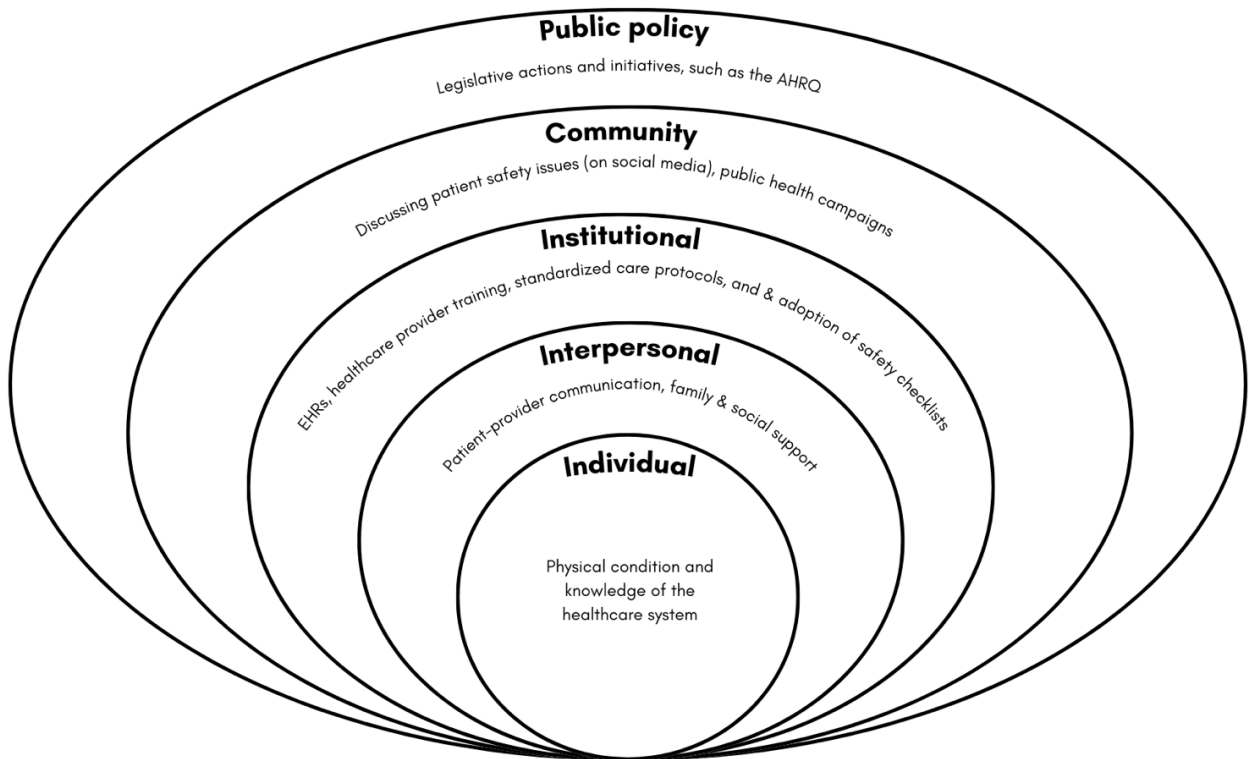 Public policy
Legislative actions and initiatives, such as the AHRQ
Community
Discussing patient safety issues (on social media), public health campaigns
Institutional
EHRs, healthcare provider training, standardized care protocols, and & adoption of safety checklists
Interpersonal
Patient-provider communication, family & social support
Individual
Physical condition and
knowledge of the
healthcare system